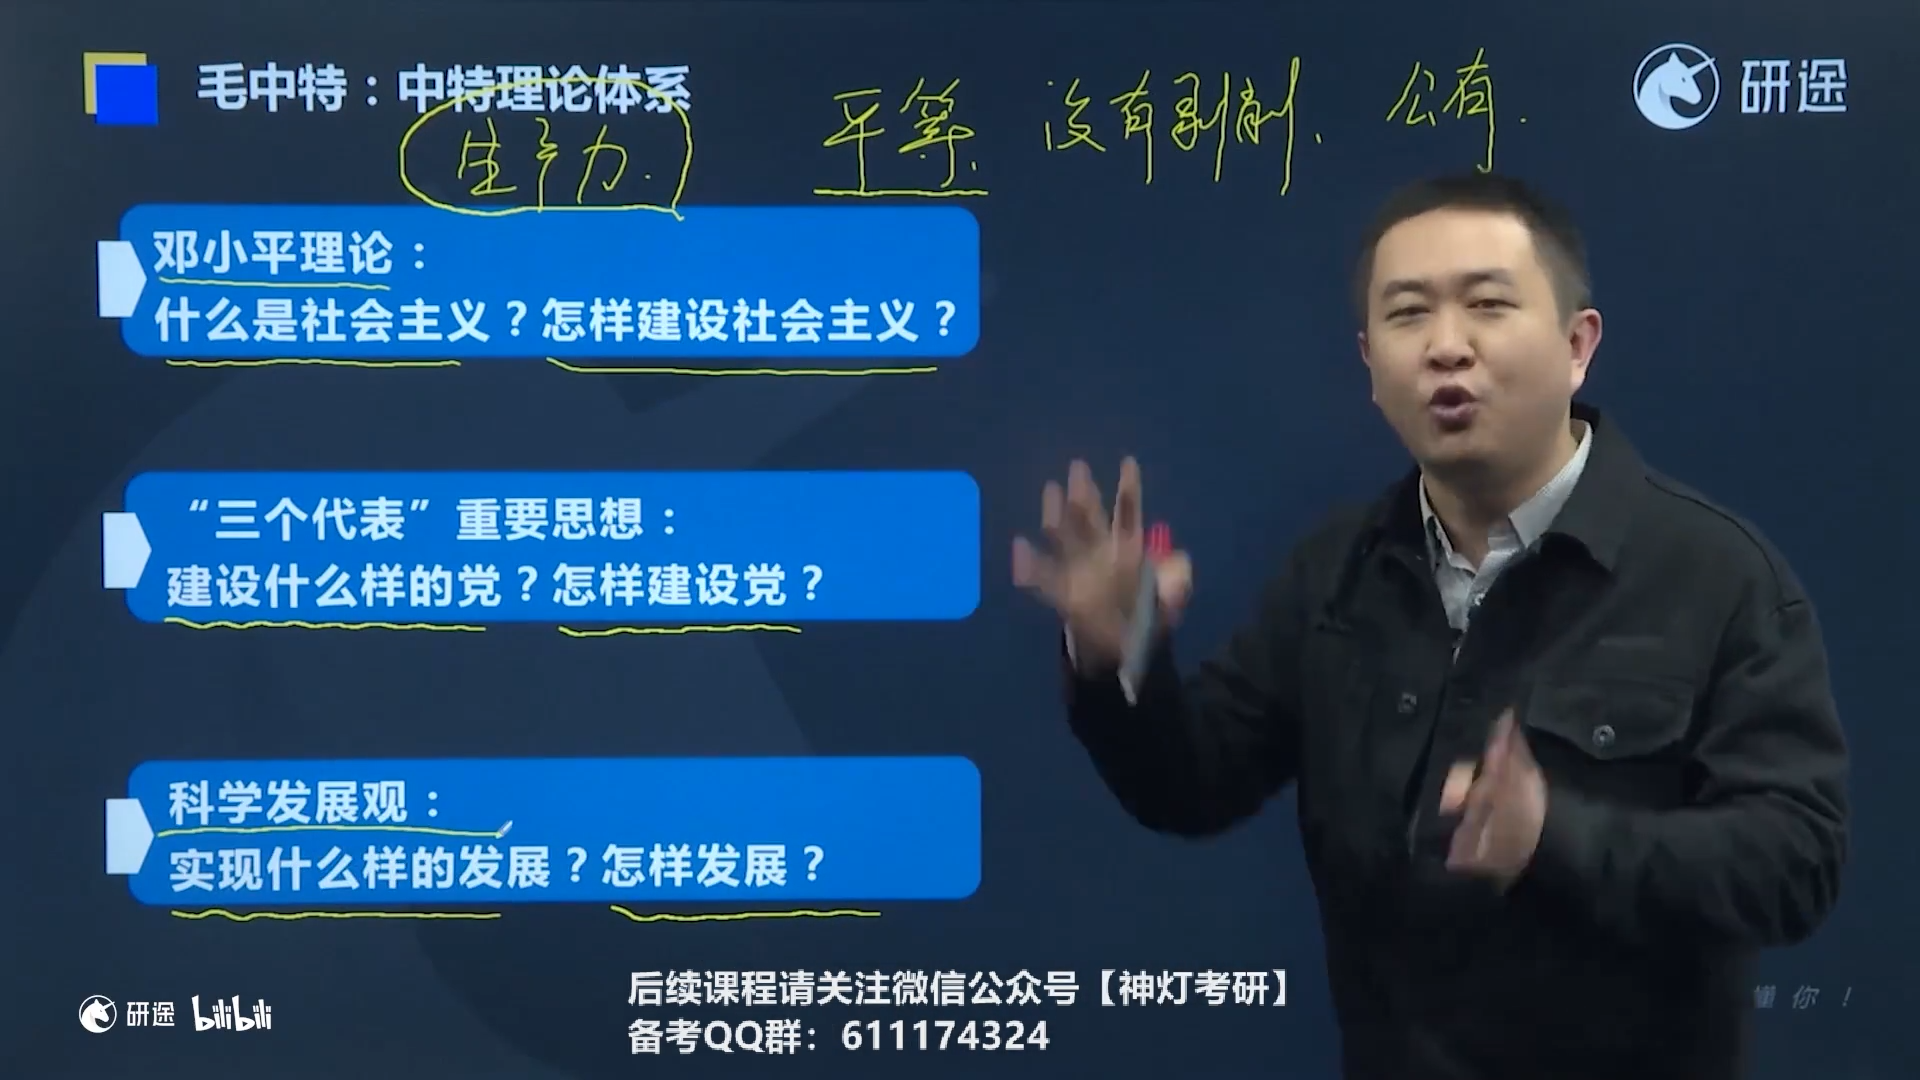 毛中特：中特理论体系
生产力.
平等.
没有剥削、
公有.
研途
邓小平理论：
什么是社会主义？怎样建设社会主义？
“三个代表”重要思想：
建设什么样的党？怎样建设党？
科学发展观：
实现什么样的发展？怎样发展？
后续课程请关注微信公众号【神灯考研】
备考QQ群：611174324
研途 bilibili
懂你！